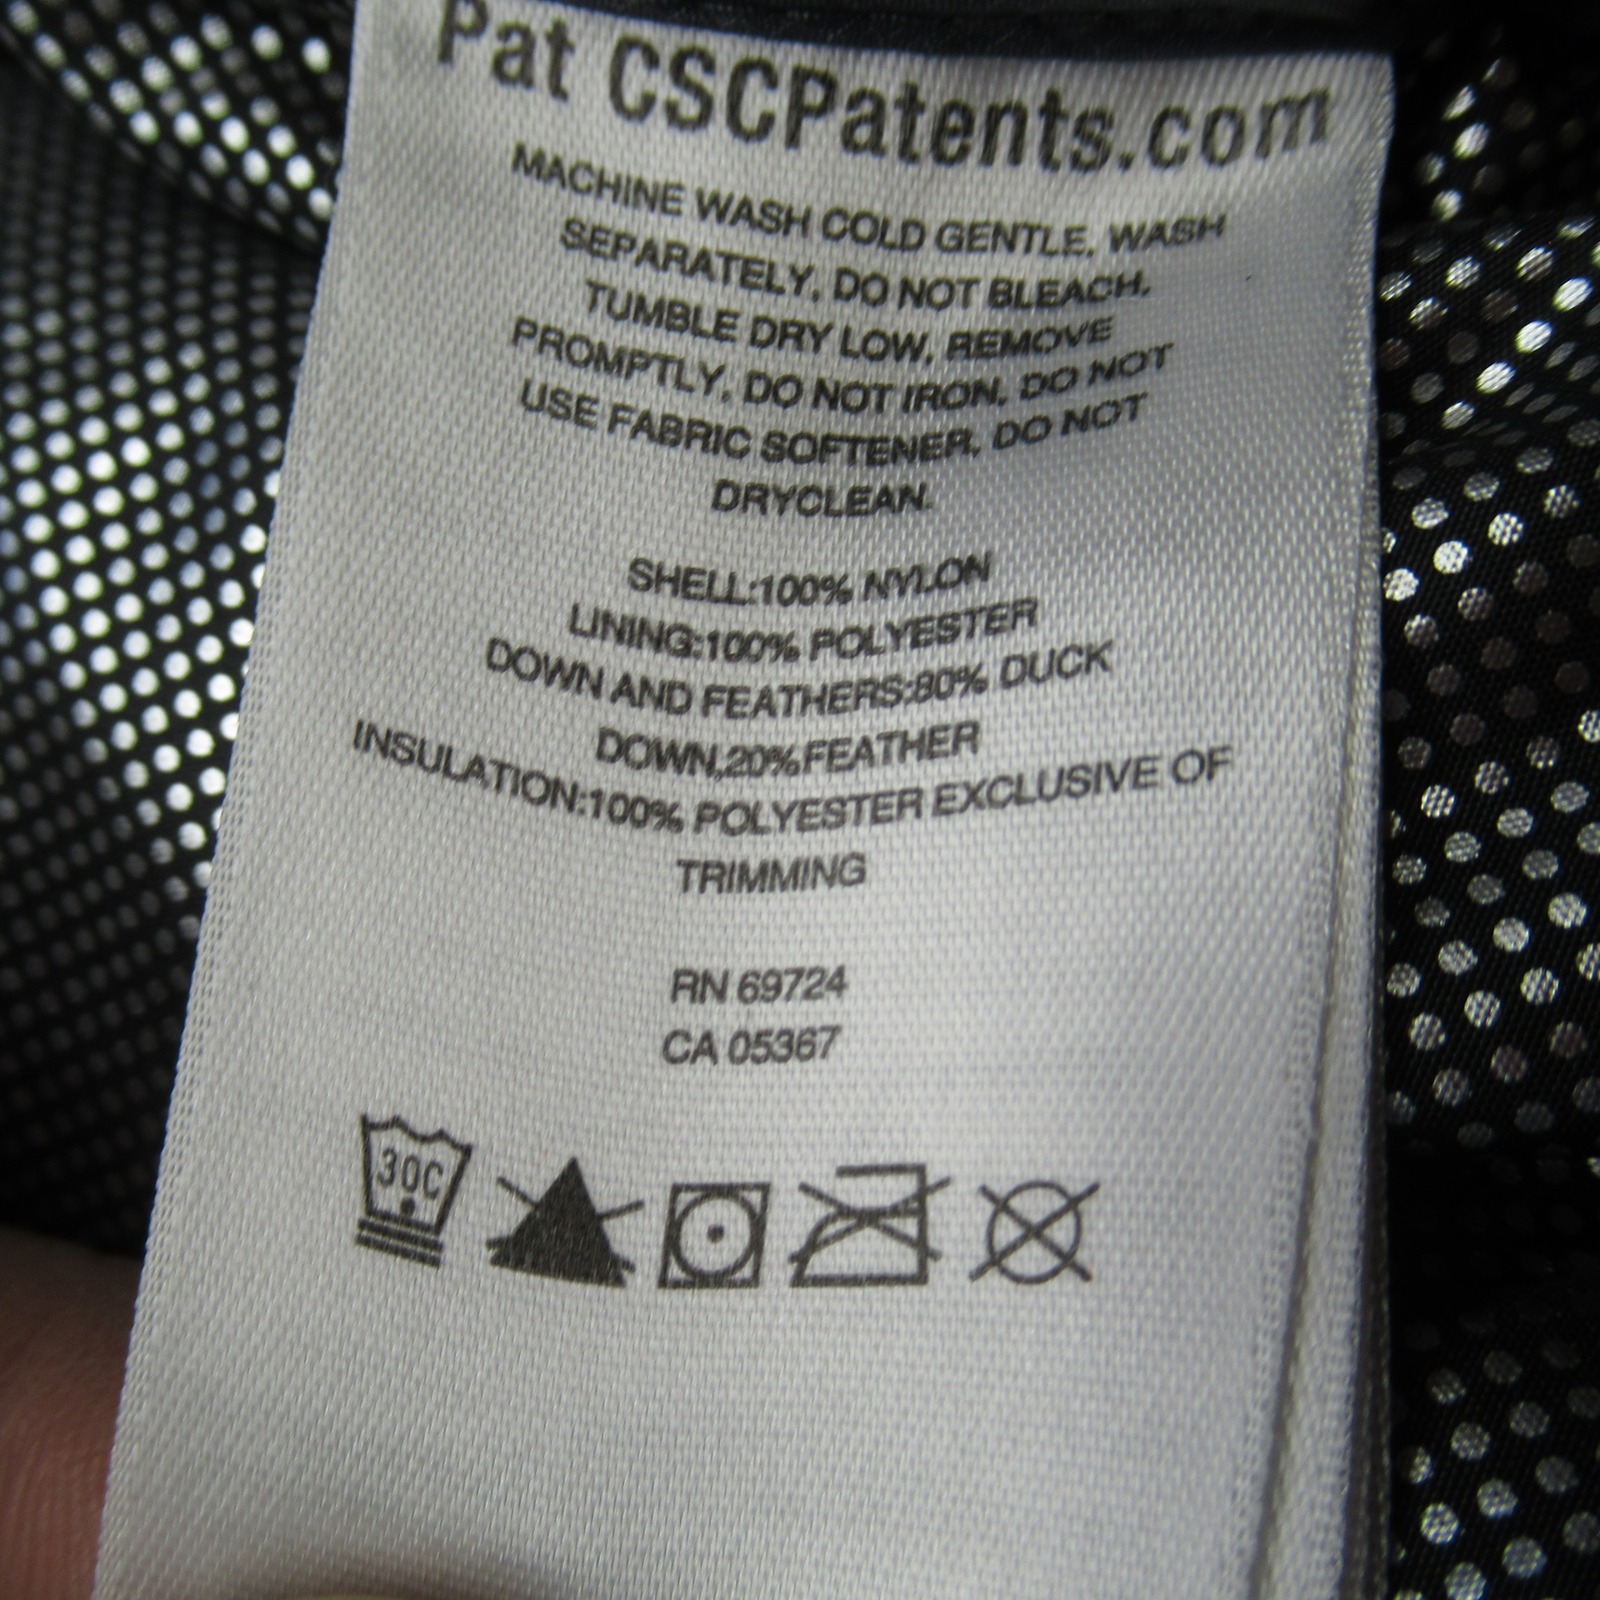 Pat CSCPatents.com
MACHINE WASH COLD GENTLE, WASH
SEPARATELY, DO NOT BLEACH,
TUMBLE DRY LOW, REMOVE
PROMPTLY, DO NOT IRON, DO NOT
USE FABRIC SOFTENER, DO NOT
DRYCLEAN.
SHELL:100% NYLON
LINING:100% POLYESTER
DOWN AND FEATHERS:80% DUCK
DOWN,20%FEATHER
INSULATION:100% POLYESTER EXCLUSIVE OF
TRIMMING
RN 69724
CA 05367
30C